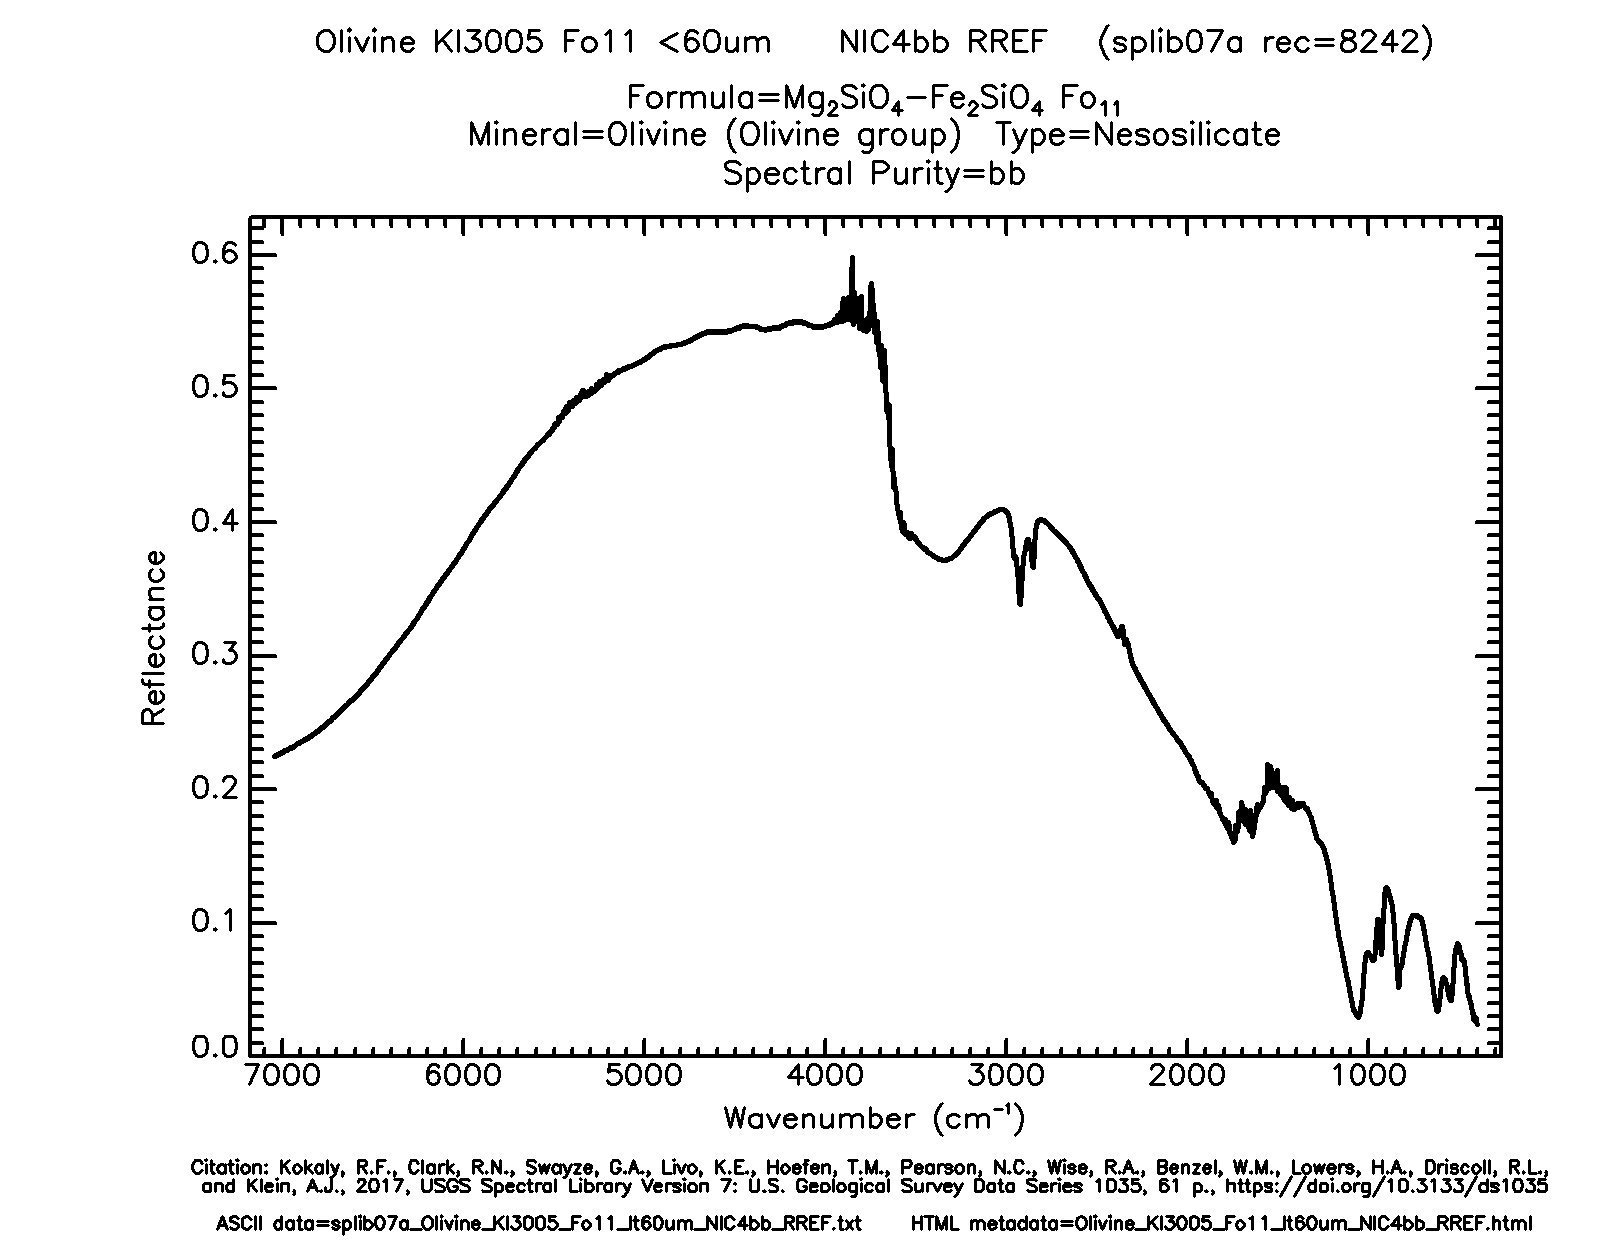 Olivine KI3005 Fo11 <60um NIC4bb RREF (splib07a rec=8242)
Formula=Mg₂SiO₄−Fe₂SiO₄ Fo₁₁
Mineral=Olivine (Olivine group) Type=Nesosilicate
Spectral Purity=bb
0.6
0.5
0.4
0.3
0.2
0.1
0.0
Reflectance
7000 6000 5000 4000 3000 2000 1000
Wavenumber (cm⁻¹)
Citation: Kokaly, R.F., Clark, R.N., Swayze, G.A., Livo, K.E., Hoefen, T.M., Pearson, N.C., Wise, R.A., Benzel, W.M., Lowers, H.A., Driscoll, R.L.,
and Klein, A.J., 2017, USGS Spectral Library Version 7: U.S. Geological Survey Data Series 1035, 61 p., https://doi.org/10.3133/ds1035
ASCII data=splib07a_Olivine_KI3005_Fo11_lt60um_NIC4bb_RREF.txt HTML metadata=Olivine_KI3005_Fo11_lt60um_NIC4bb_RREF.html